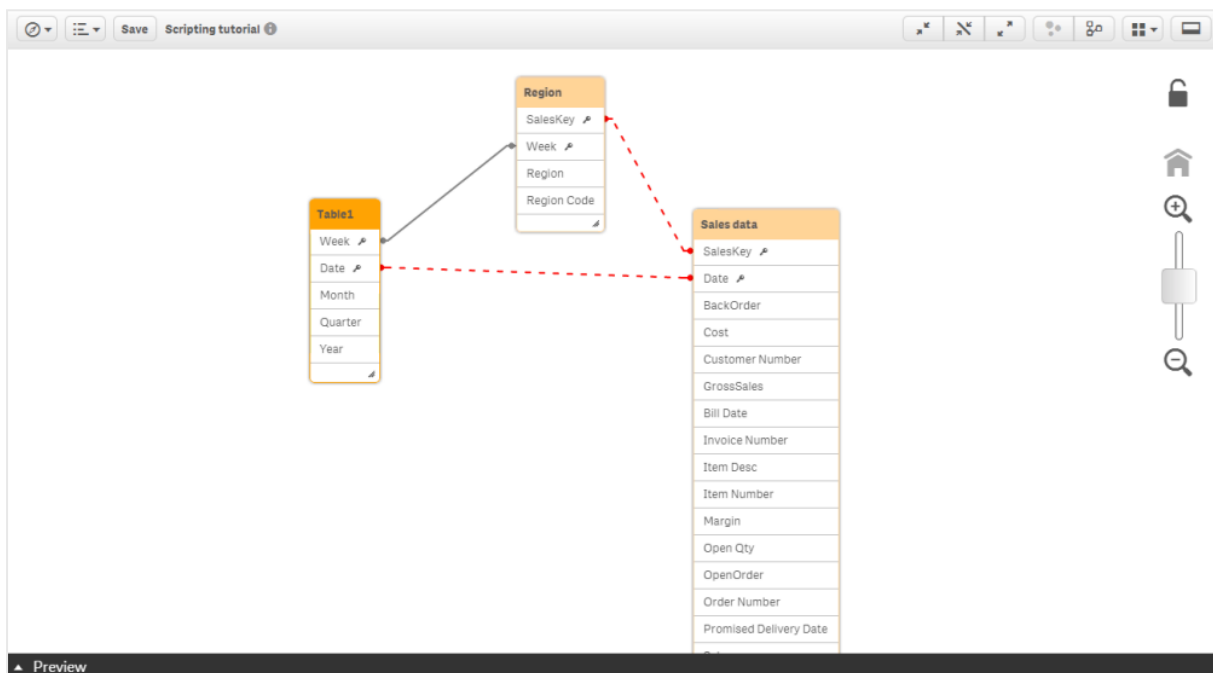 Save Scripting tutorial
Region
SalesKey
Week
Region
Region Code
Table1
Week
Date
Month
Quarter
Year
Sales data
SalesKey
Date
BackOrder
Cost
Customer Number
GrossSales
Bill Date
Invoice Number
Item Desc
Item Number
Margin
Open Qty
OpenOrder
Order Number
Promised Delivery Date
Preview